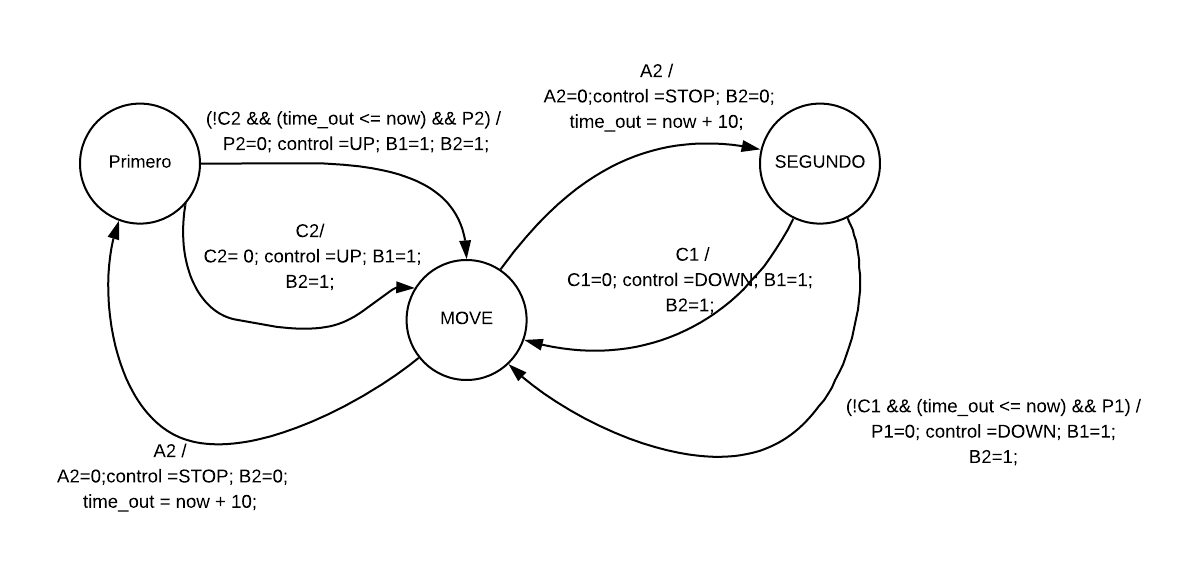 A2 /
A2=0;control =STOP; B2=0;
time_out = now + 10;
(!C2 && (time_out <= now) && P2) /
P2=0; control =UP; B1=1; B2=1;
Primero
SEGUNDO
C2/
C2= 0; control =UP; B1=1;
B2=1;
C1 /
C1=0; control =DOWN; B1=1;
B2=1;
MOVE
(!C1 && (time_out <= now) && P1) /
P1=0; control =DOWN; B1=1;
B2=1;
A2 /
A2=0;control =STOP; B2=0;
time_out = now + 10;